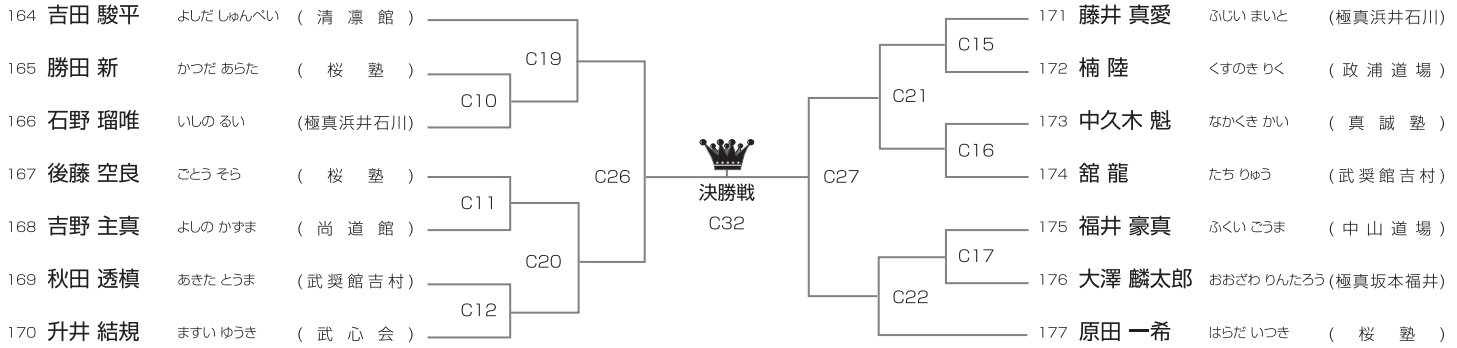 164 吉田 駿平 よしだ しゅんぺい ( 清 凛 館 )
165 勝田 新 かつだ あらた ( 桜 塾 )
166 石野 瑠唯 いしの るい (極真浜井石川)
167 後藤 空良 ごとう そら ( 桜 塾 )
168 吉野 主真 よしの かずま ( 尚 道 館 )
169 秋田 透槙 あきた とうま (武奨館吉村)
170 升井 結規 ますい ゆうき ( 武 心 会 )
C19
C10
C11
C20
C12
C26
決勝戦
C32
C27
C15
C21
C16
C17
C22
171 藤井 真愛 ふじい まいと (極真浜井石川)
172 楠 陸 くすのき りく ( 政 浦 道 場 )
173 中久木 魁 なかくき かい ( 真 誠 塾 )
174 舘 龍 たち りゅう (武奨館吉村)
175 福井 豪真 ふくい ごうま ( 中 山 道 場 )
176 大澤 麟太郎 おおざわ りんたろう (極真坂本福井)
177 原田 一希 はらだ いつき ( 桜 塾 )